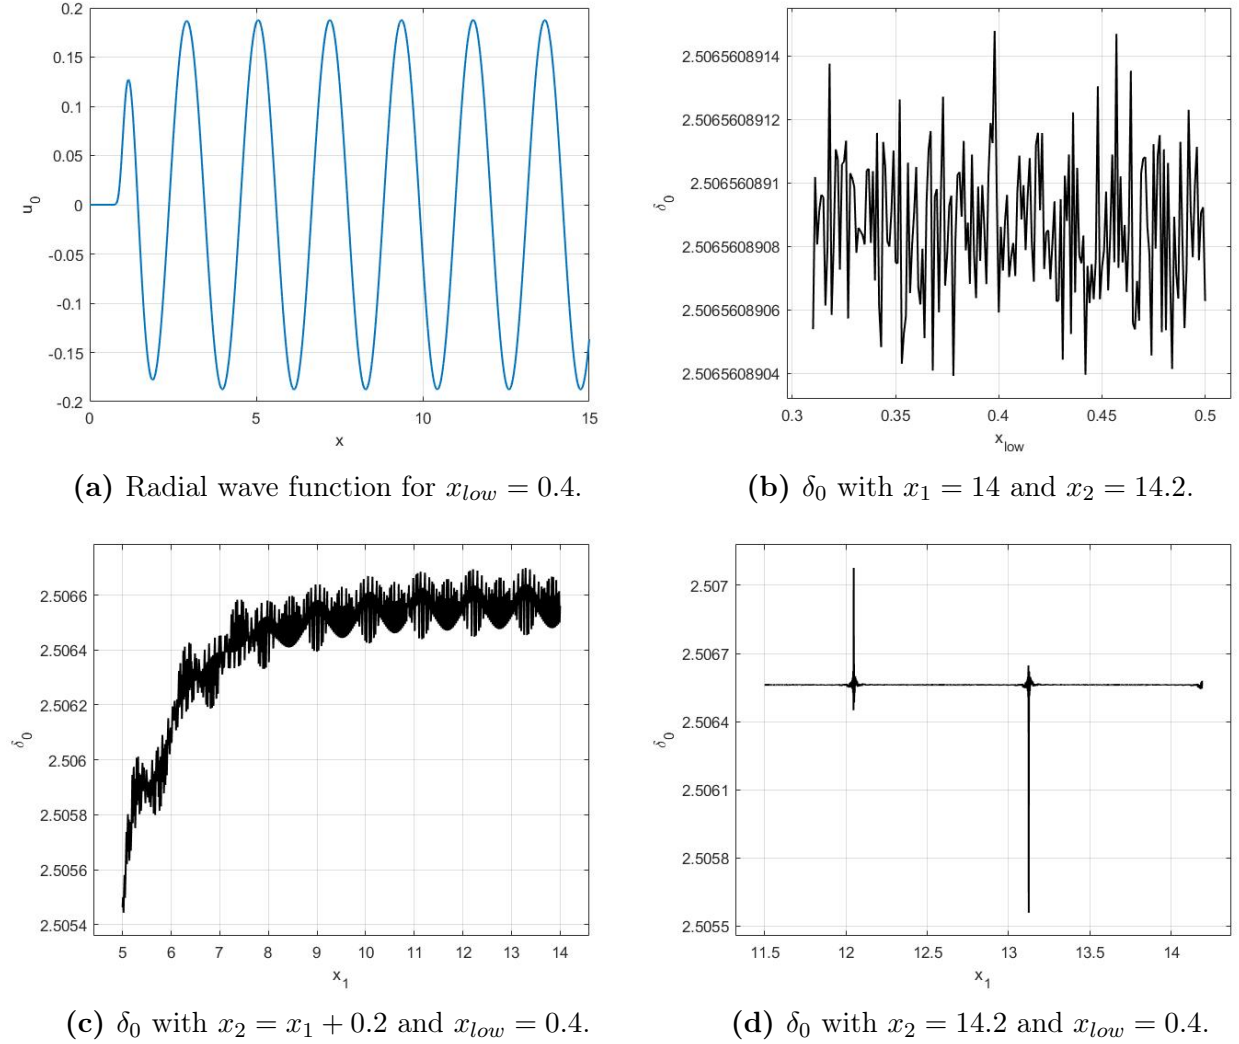 0.2
0.15
0.1
0.05
0
-0.05
-0.1
-0.15
-0.2
0 5 10 15
u0
x
2.5065608914
2.5065608912
2.506560891
2.5065608908
2.5065608906
2.5065608904
0.3 0.35 0.4 0.45 0.5
δ0
xlow
(a) Radial wave function for xlow = 0.4.
(b) δ0 with x1 = 14 and x2 = 14.2.
2.5066
2.5064
2.5062
2.506
2.5058
2.5056
2.5054
5 6 7 8 9 10 11 12 13 14
δ0
x1
2.507
2.5067
2.5064
2.5061
2.5058
2.5055
11.5 12 12.5 13 13.5 14
δ0
x1
(c) δ0 with x2 = x1 + 0.2 and xlow = 0.4.
(d) δ0 with x2 = 14.2 and xlow = 0.4.